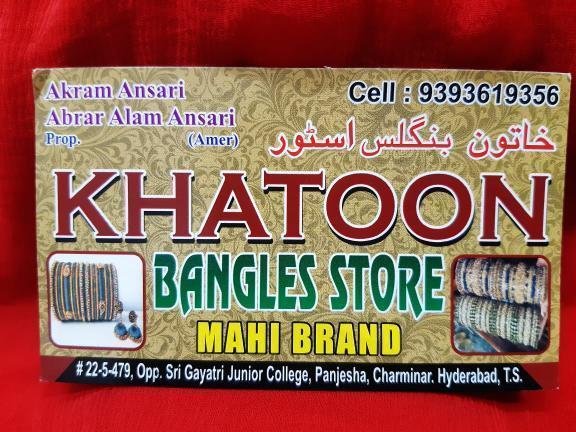 Akram Ansari
Abrar Alam Ansari
Prop. (Amer)
Cell : 9393619356
خاتون بنگلس اسٹور
KHATOON
BANGLES STORE
MAHI BRAND
# 22-5-479, Opp. Sri Gayatri Junior College, Panjesha, Charminar. Hyderabad, T.S.